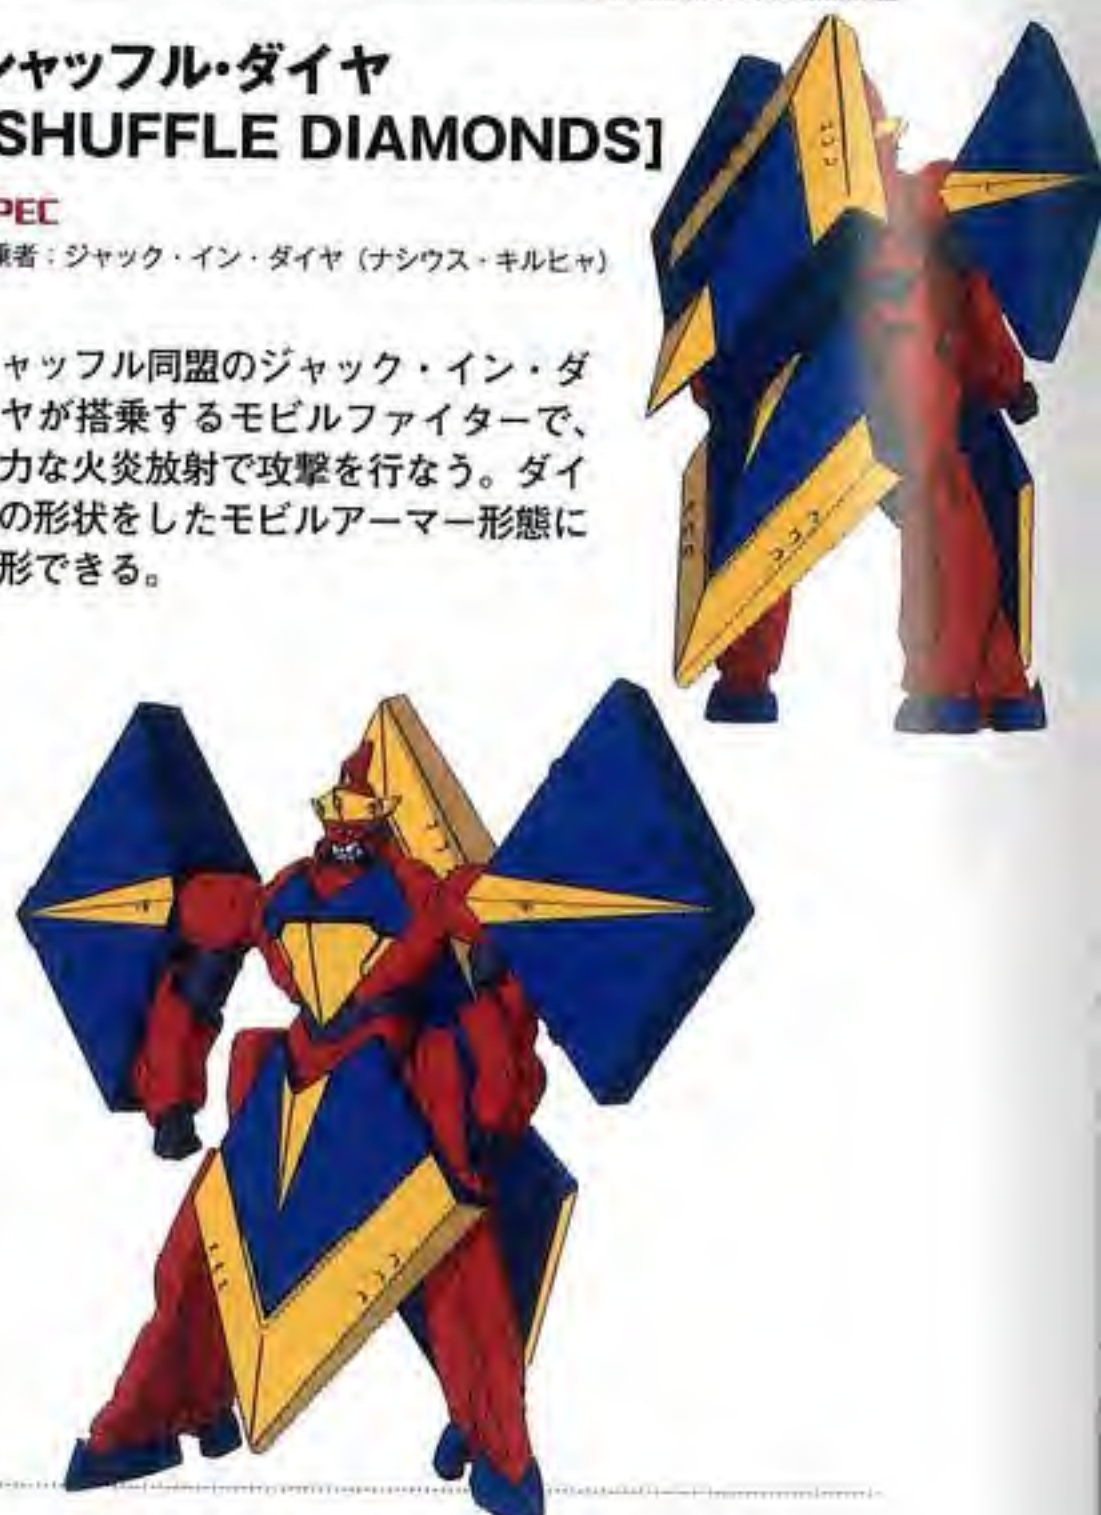 シャッフル・ダイヤ
SHUFFLE DIAMONDS]
PEC
乗者：ジャック・イン・ダイヤ（ナシウス・キルヒャ）
ャッフル同盟のジャック・イン・ダ
ヤが搭乗するモビルファイターで、
力な火炎放射で攻撃を行なう。ダイ
の形状をしたモビルアーマー形態に
形できる。